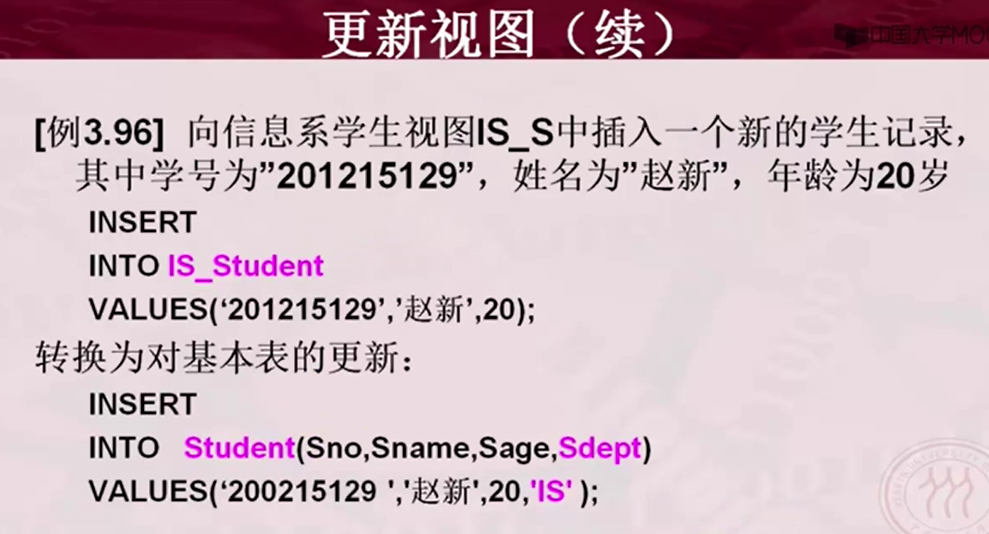 更新视图（续）
中国大学MO
[例3.96] 向信息系学生视图IS_S中插入一个新的学生记录，
其中学号为”201215129”，姓名为”赵新”，年龄为20岁
INSERT
INTO IS_Student
VALUES(‘201215129’,’赵新’,20);
转换为对基本表的更新：
INSERT
INTO Student(Sno,Sname,Sage,Sdept)
VALUES(‘200215129 ','赵新',20,'IS' );